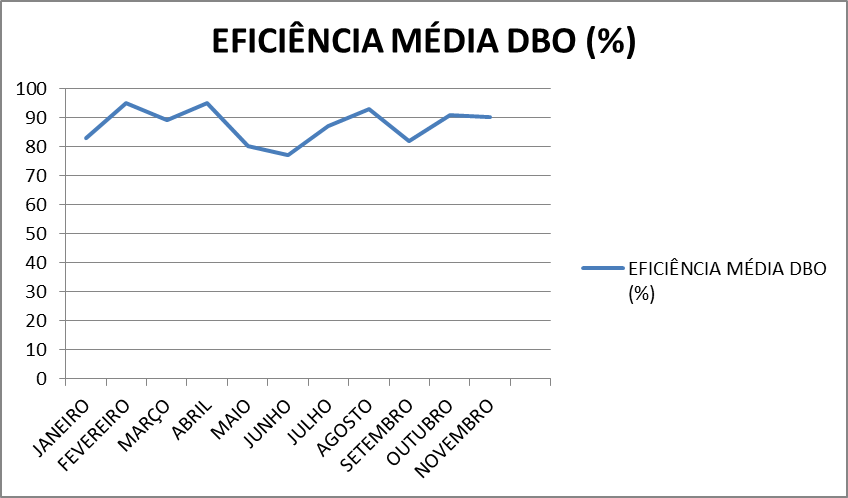 EFICIÊNCIA MÉDIA DBO (%)
100
90
80
70
60
50
40
30
20
10
0
JANEIRO
FEVEREIRO
MARÇO
ABRIL
MAIO
JUNHO
JULHO
AGOSTO
SETEMBRO
OUTUBRO
NOVEMBRO
EFICIÊNCIA MÉDIA DBO
(%)